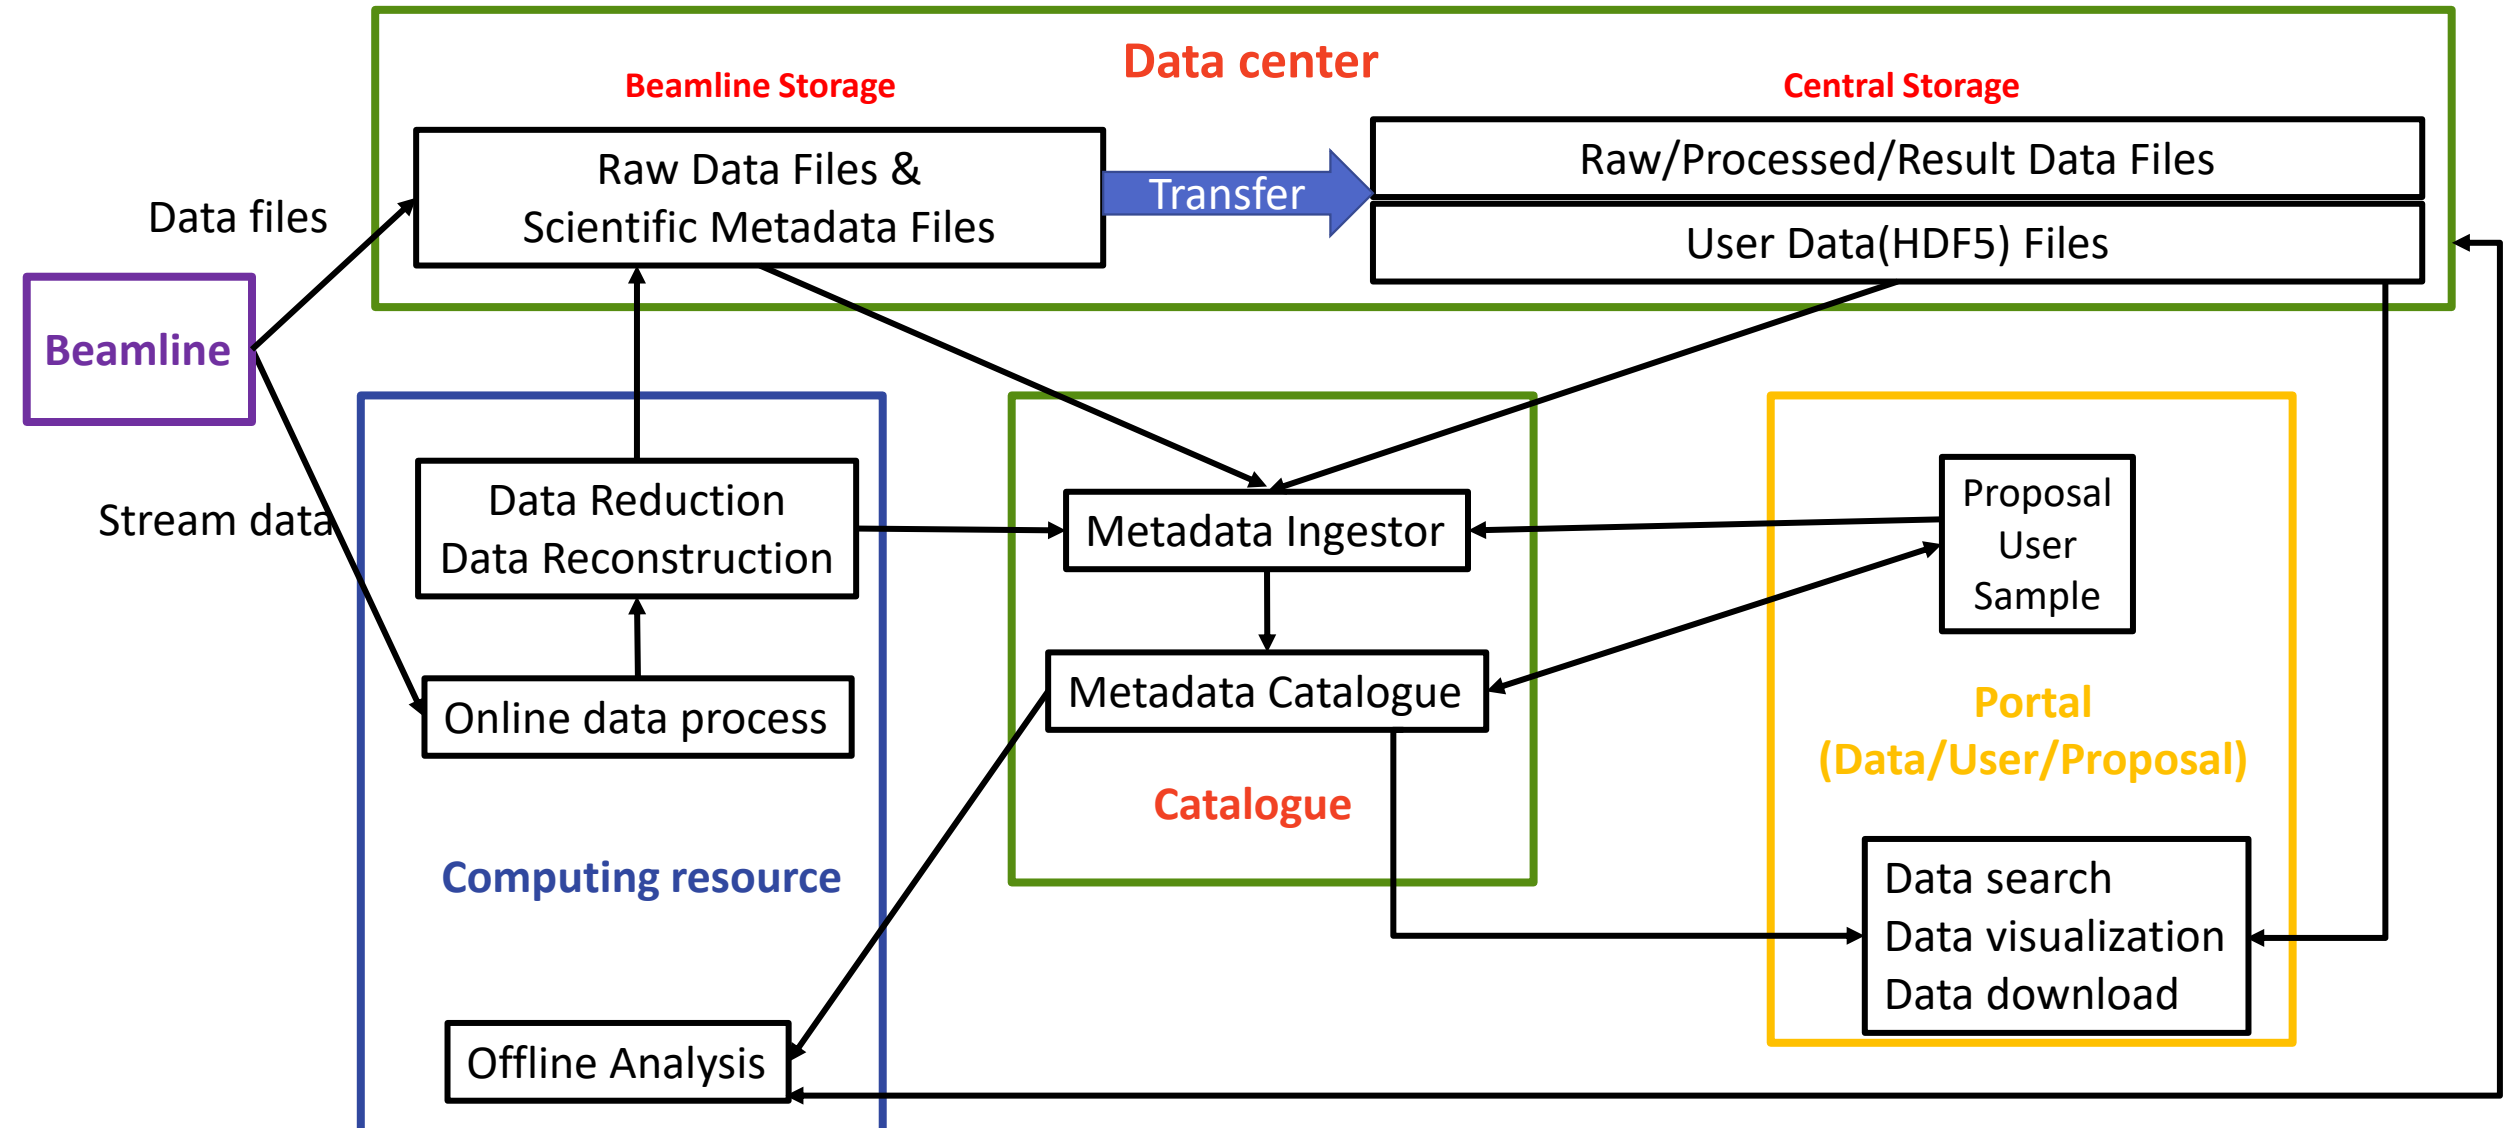 Data center
Beamline Storage
Central Storage
Raw Data Files &
Scientific Metadata Files
Transfer
Raw/Processed/Result Data Files
User Data(HDF5) Files
Data files
Beamline
Stream data
Data Reduction
Data Reconstruction
Online data process
Computing resource
Offline Analysis
Metadata Ingestor
Metadata Catalogue
Catalogue
Proposal
User
Sample
Portal
(Data/User/Proposal)
Data search
Data visualization
Data download